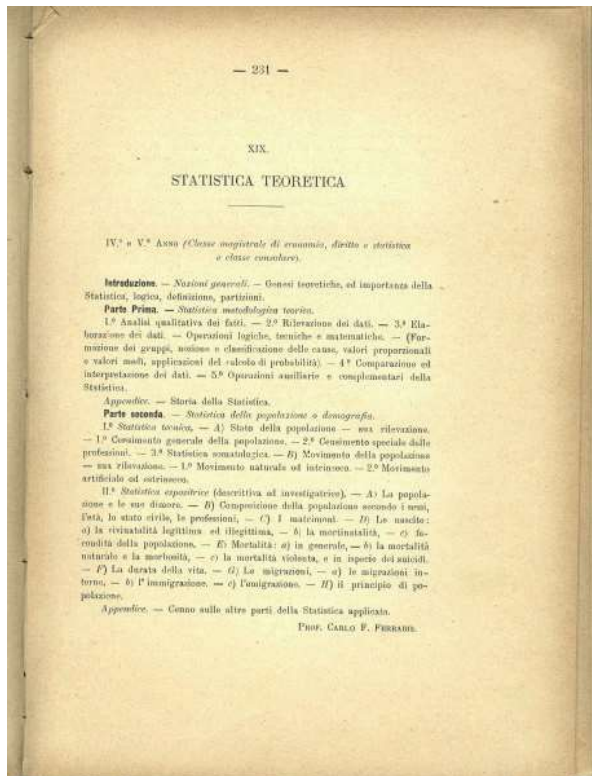 — 231 —
XIX.
STATISTICA TEORETICA
IV.° e V.° ANNO (Classe magistrale di economia, diritto e statistica
e classe consolare).
Introduzione. — Nozioni generali. — Genesi teoretiche, ed importanza della
Statistica, logica, definizione, partizioni.
Parte Prima. — Statistica metodologica teorica.
1.° Analisi qualitativa dei fatti. — 2.° Rilevazione dei dati. — 3.° Ela-
borazione dei dati. — Operazioni logiche, tecniche e matematiche. — (For-
mazione dei gruppi, nozione e classificazione delle cause, valori proporzionali
e valori medi, applicazioni del calcolo di probabilità). — 4° Comparazione ed
interpretazione dei dati. — 5.° Operazioni ausiliarie e complementari della
Statistica.
Appendice. — Storia della Statistica.
Parte seconda. — Statistica della popolazione o demografia.
I.° Statistica tecnica, — A) Stato della popolazione — sua rilevazione.
— 1.° Censimento generale della popolazione. — 2.° Censimento speciale delle
professioni. — 3.° Statistica somatologica. — B) Movimento della popolazione
— sua rilevazione. — 1.° Movimento naturale od intrinseco. — 2.° Movimento
artificiale od estrinseco.
II.° Statistica espositrice (descrittiva ad investigatrice), — A) La popola-
zione e le sue dimore. — B) Composizione della popolazione secondo i sessi,
l'età, lo stato civile, le professioni, — C) I matrimoni. — D) Le nascite:
a) la vivinatalità legittima ed illegittima, — b) la mortinatalità, — c) fe-
condità della popolazione. — E) Mortalità: a) in generale, — b) la mortalità
naturale e la morbosità, — c) la mortalità violenta, e in ispecie dei suicidi.
— F) La durata della vita. — G) Le migrazioni, — a) le migrazioni in-
terne, — b) l'immigrazione. — c) l'emigrazione. — H) il principio di po-
polazione.
Appendice. — Cenno sulle altre parti della Statistica applicata.
PROF. CARLO F. FERRARIS.